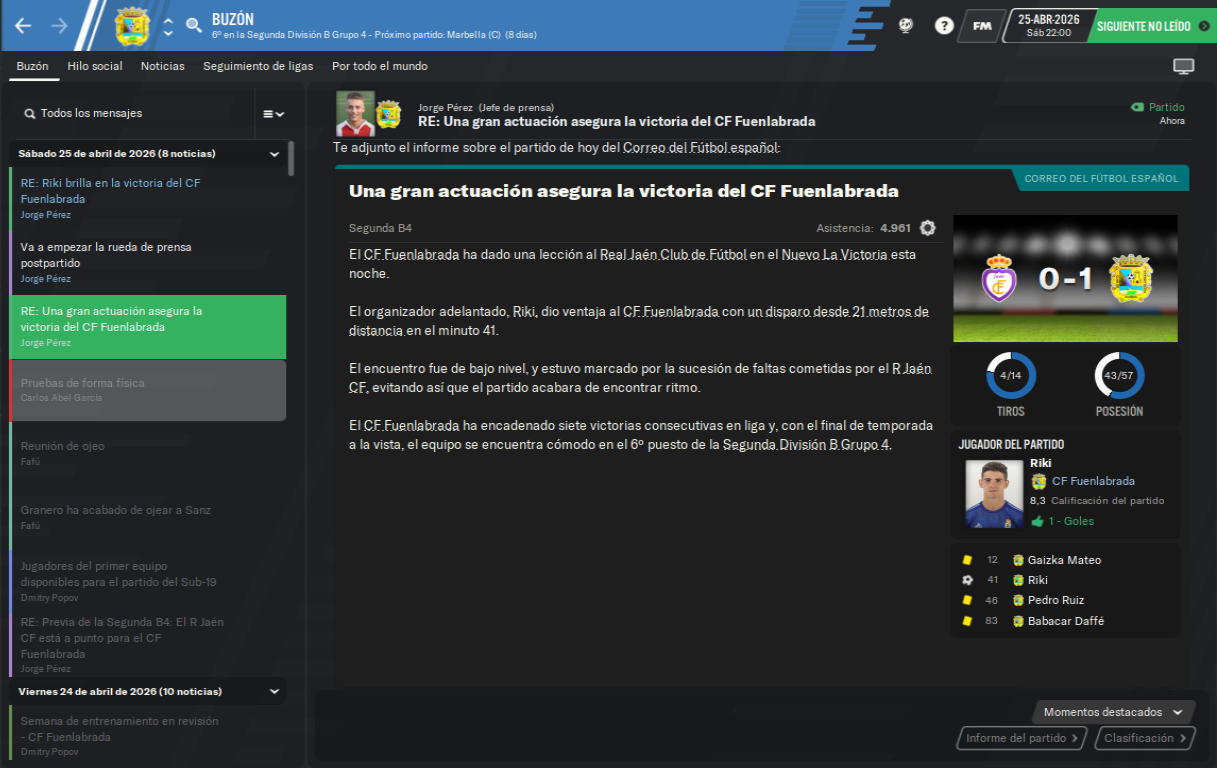 BUZÓN
6º en la Segunda División B Grupo 4 - Próximo partido: Marbella (C) (8 días)
?
FM
25-ABR-2026
Sáb 22:00
SIGUIENTE NO LEÍDO
Buzón
Hilo social
Noticias
Seguimiento de ligas
Por todo el mundo
Todos los mensajes
Sábado 25 de abril de 2026 (8 noticias)
RE: Riki brilla en la victoria del CF
Fuenlabrada
Jorge Pérez
Va a empezar la rueda de prensa
postpartido
Jorge Pérez
RE: Una gran actuación asegura la
victoria del CF Fuenlabrada
Jorge Pérez
Pruebas de forma física
Carlos Abel García
Reunión de ojeo
Fafú
Granero ha acabado de ojear a Sanz
Fafú
Jugadores del primer equipo
disponibles para el partido del Sub-19
Dmitry Popov
RE: Previa de la Segunda B4: El R Jaén
CF está a punto para el CF
Fuenlabrada
Jorge Pérez
Viernes 24 de abril de 2026 (10 noticias)
Semana de entrenamiento en revisión
- CF Fuenlabrada
Dmitry Popov
Jorge Pérez (Jefe de prensa)
RE: Una gran actuación asegura la victoria del CF Fuenlabrada
Partido
Ahora
Te adjunto el informe sobre el partido de hoy del Correo del Fútbol español:
CORREO DEL FÚTBOL ESPAÑOL
Una gran actuación asegura la victoria del CF Fuenlabrada
Segunda B4
Asistencia: 4.961
El CF Fuenlabrada ha dado una lección al Real Jaén Club de Fútbol en el Nuevo La Victoria esta
noche.
El organizador adelantado, Riki, dio ventaja al CF Fuenlabrada con un disparo desde 21 metros de
distancia en el minuto 41.
El encuentro fue de bajo nivel, y estuvo marcado por la sucesión de faltas cometidas por el R Jaén
CF, evitando así que el partido acabara de encontrar ritmo.
El CF Fuenlabrada ha encadenado siete victorias consecutivas en liga y, con el final de temporada
a la vista, el equipo se encuentra cómodo en el 6º puesto de la Segunda División B Grupo 4.
0-1
4/14
43/57
TIROS
POSESIÓN
JUGADOR DEL PARTIDO
Riki
CF Fuenlabrada
8,3 Calificación del partido
1 - Goles
12 Gaizka Mateo
41 Riki
46 Pedro Ruiz
83 Babacar Daffé
Momentos destacados
Informe del partido
Clasificación